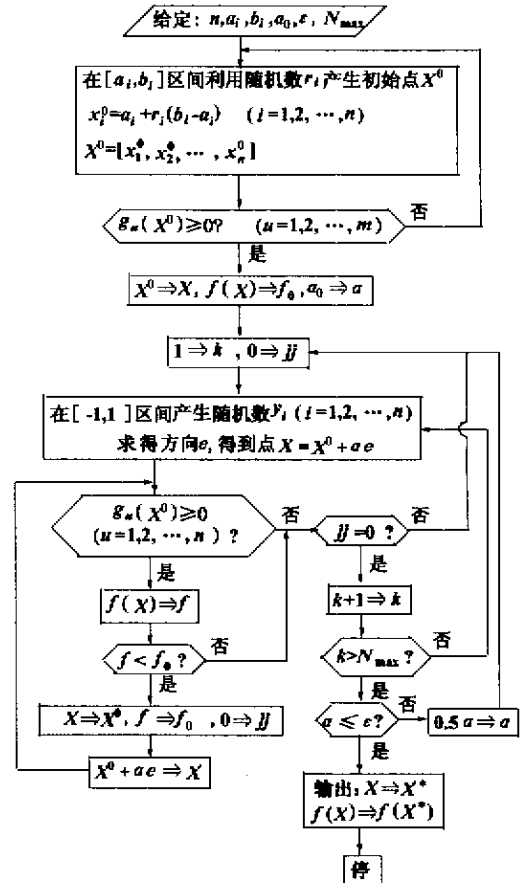 给定: n,a_i,b_i,a_0,ε, N_max
在[a_i,b_i]区间利用随机数r_i产生初始点X^0
x_i^0=a_i+r_i(b_i-a_i) (i=1,2, ⋯,n)
X^0=[x_1^0, x_2^0, ⋯, x_n^0]
g_u(X^0)≥0? (u=1,2, ⋯, m)
否
是
X^0⇒X, f(X)⇒f_0, a_0⇒a
1⇒k , 0⇒jj
在[-1,1]区间产生随机数y_i (i=1,2, ⋯,n)
求得方向e, 得到点X=X^0+ae
g_u(X^0)≥0
(u=1,2, ⋯,n) ?
否
jj=0 ?
否
是
是
f(X)⇒f
k+1⇒k
f<f_0?
否
k>N_max?
否
是
是
X⇒X^0, f⇒f_0 ,0⇒jj
a≤ε?
否
0.5a⇒a
X^0+ae⇒X
是
输出: X⇒X*
f(X)⇒f(X*)
停